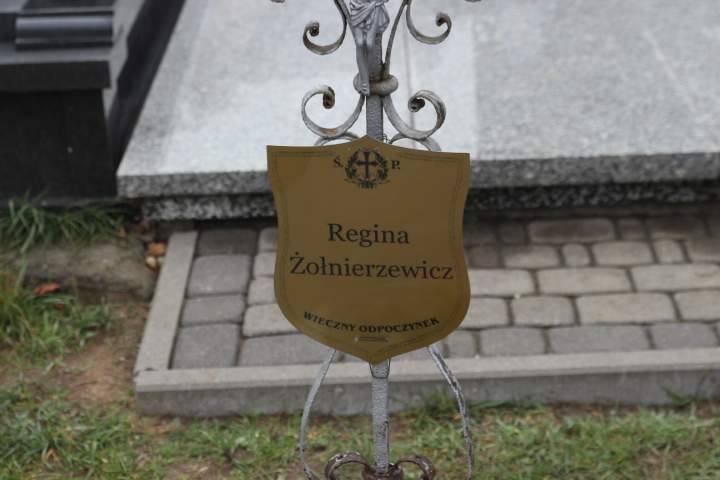 Ś. P.
Regina
Żołnierzewicz
WIECZNY ODPOCZYNEK